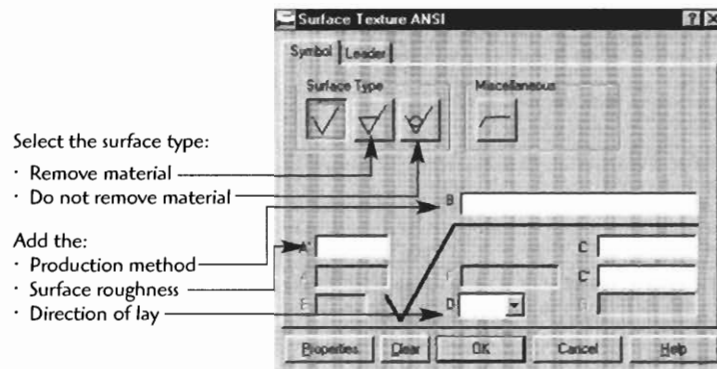 Surface Texture ANSI
Symbol Leader
Surface Type
Miscellaneous
Select the surface type:
· Remove material
· Do not remove material
Add the:
· Production method
· Surface roughness
· Direction of lay
B
A'
C
A
F
C'
E
D
G
Properties Clear OK Cancel Help